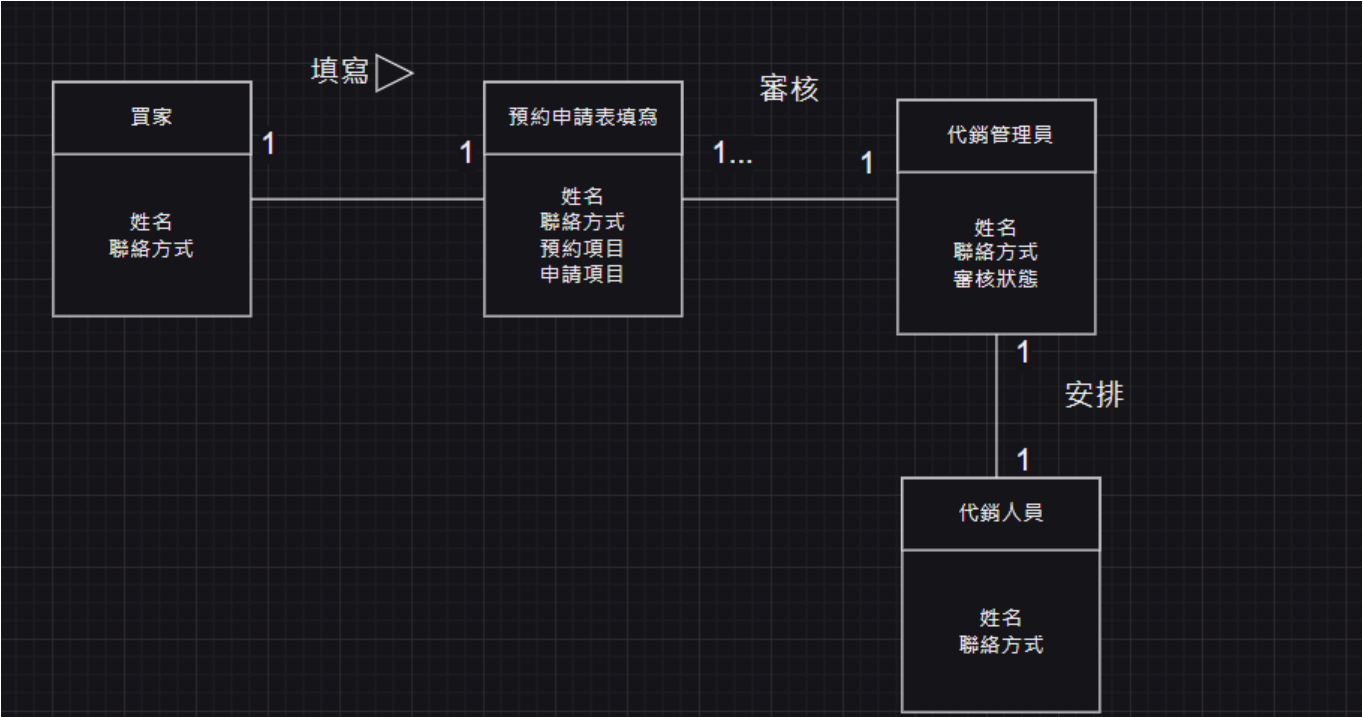 填寫
買家
1
姓名
聯絡方式
1
預約申請表填寫
姓名
聯絡方式
預約項目
申請項目
審核
1...
1
代銷管理員
姓名
聯絡方式
審核狀態
1
安排
1
代銷人員
姓名
聯絡方式